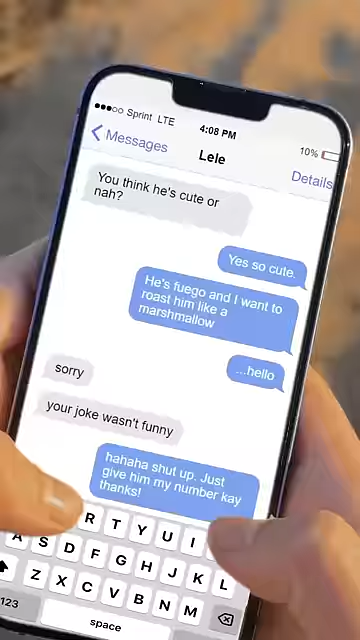 Sprint LTE
4:08 PM
10%
Messages
Lele
Details
You think he's cute or
nah?
Yes so cute.
He's fuego and I want to
roast him like a
marshmallow
...hello
sorry
your joke wasn't funny
hahaha shut up. Just
give him my number kay
thanks!
R T Y U I
A S D F G H J K L
Z X C V B N M
123
space